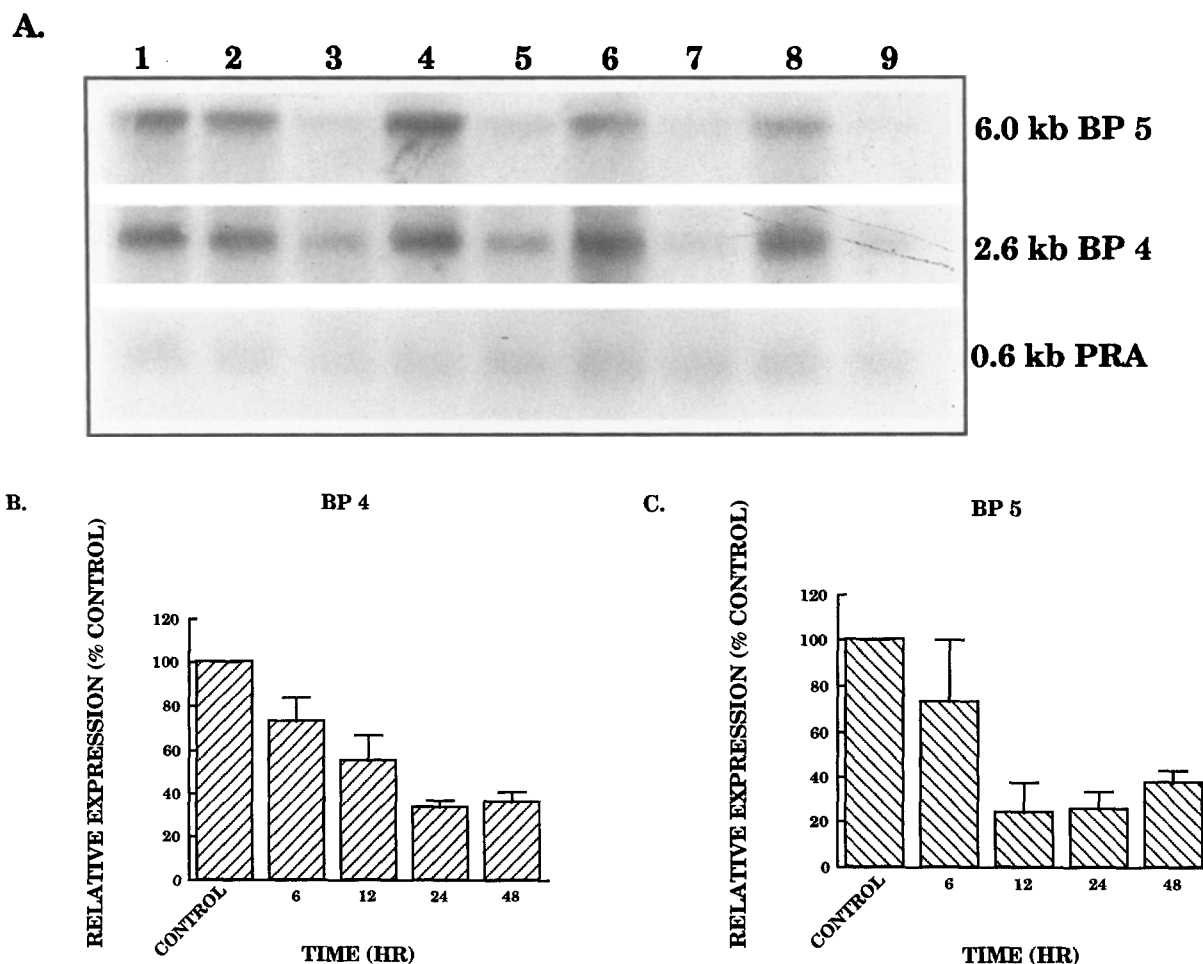 A.
1 2 3 4 5 6 7 8 9
6.0 kb BP 5
2.6 kb BP 4
0.6 kb PRA
B.
BP 4
RELATIVE EXPRESSION (% CONTROL)
120
100
80
60
40
20
0
CONTROL 6 12 24 48
TIME (HR)
C.
BP 5
RELATIVE EXPRESSION (% CONTROL)
120
100
80
60
40
20
0
CONTROL 6 12 24 48
TIME (HR)